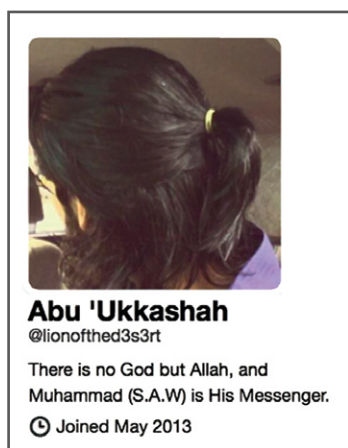 Abu 'Ukkashah
@lionofthed3s3rt
There is no God but Allah, and
Muhammad (S.A.W) is His Messenger.
Joined May 2013